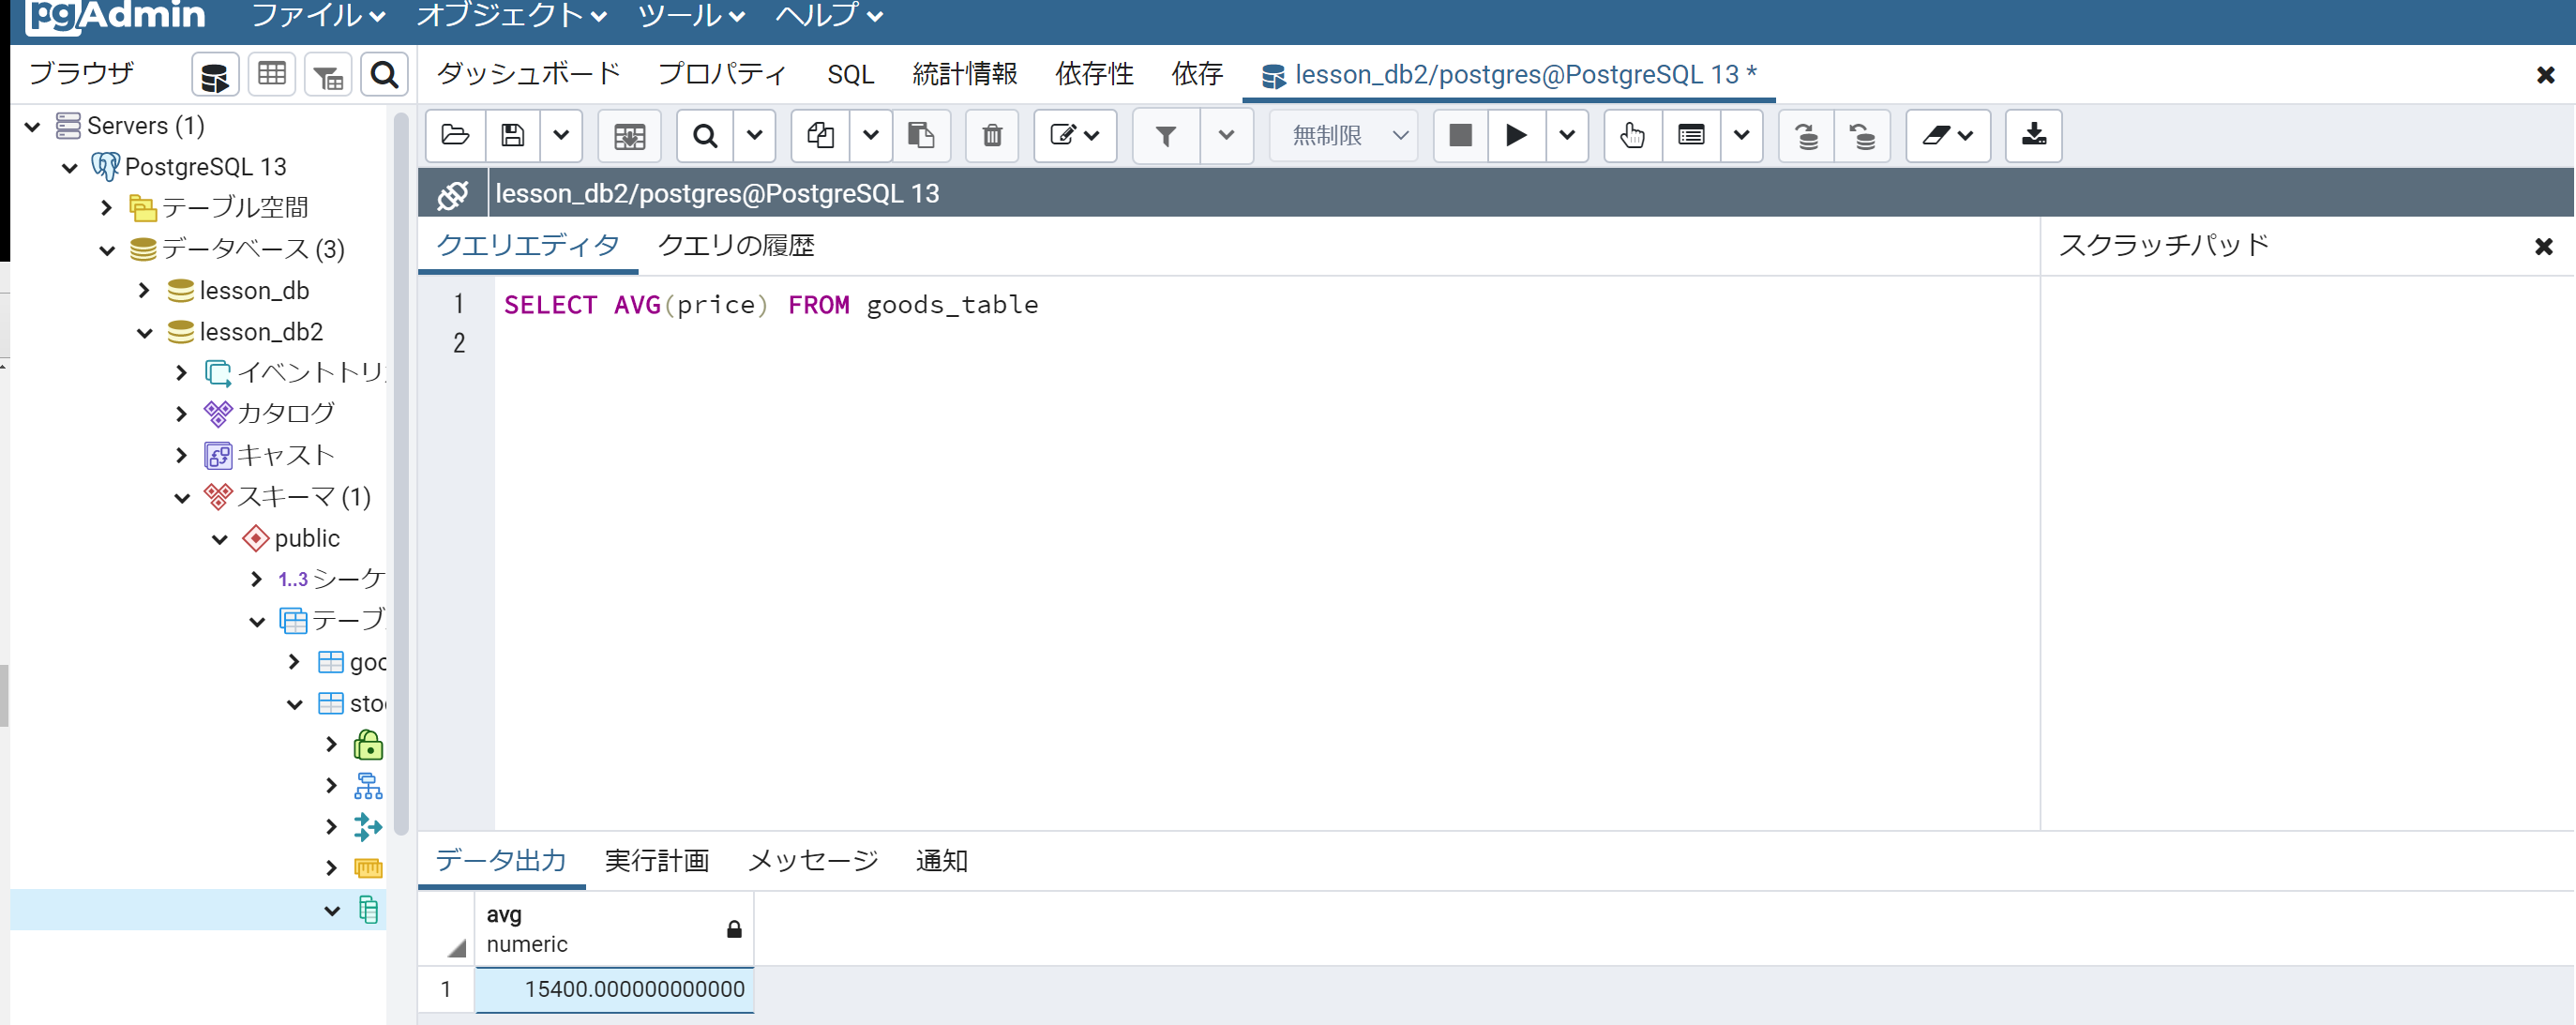 pgAdmin ファイル オブジェクト ツール ヘルプ
ブラウザ
ダッシュボード プロパティ SQL 統計情報 依存性 依存 lesson_db2/postgres@PostgreSQL 13 *
Servers (1)
PostgreSQL 13
テーブル空間
データベース (3)
lesson_db
lesson_db2
イベントトリ
カタログ
キャスト
スキーマ (1)
public
1..3 シーケ
テーブ
goo
sto
無制限
lesson_db2/postgres@PostgreSQL 13
クエリエディタ クエリの履歴
スクラッチパッド
1 SELECT AVG(price) FROM goods_table
2
データ出力 実行計画 メッセージ 通知
avg
numeric
1 15400.000000000000